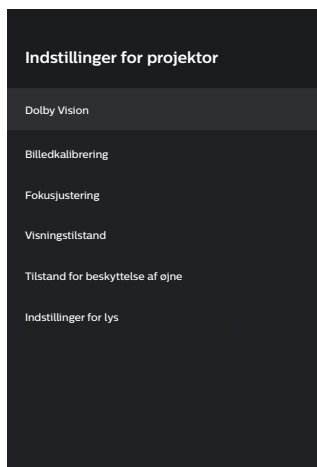 Indstillinger for projektor
Dolby Vision
Billedkalibrering
Fokusjustering
Visningstilstand
Tilstand for beskyttelse af øjne
Indstillinger for lys